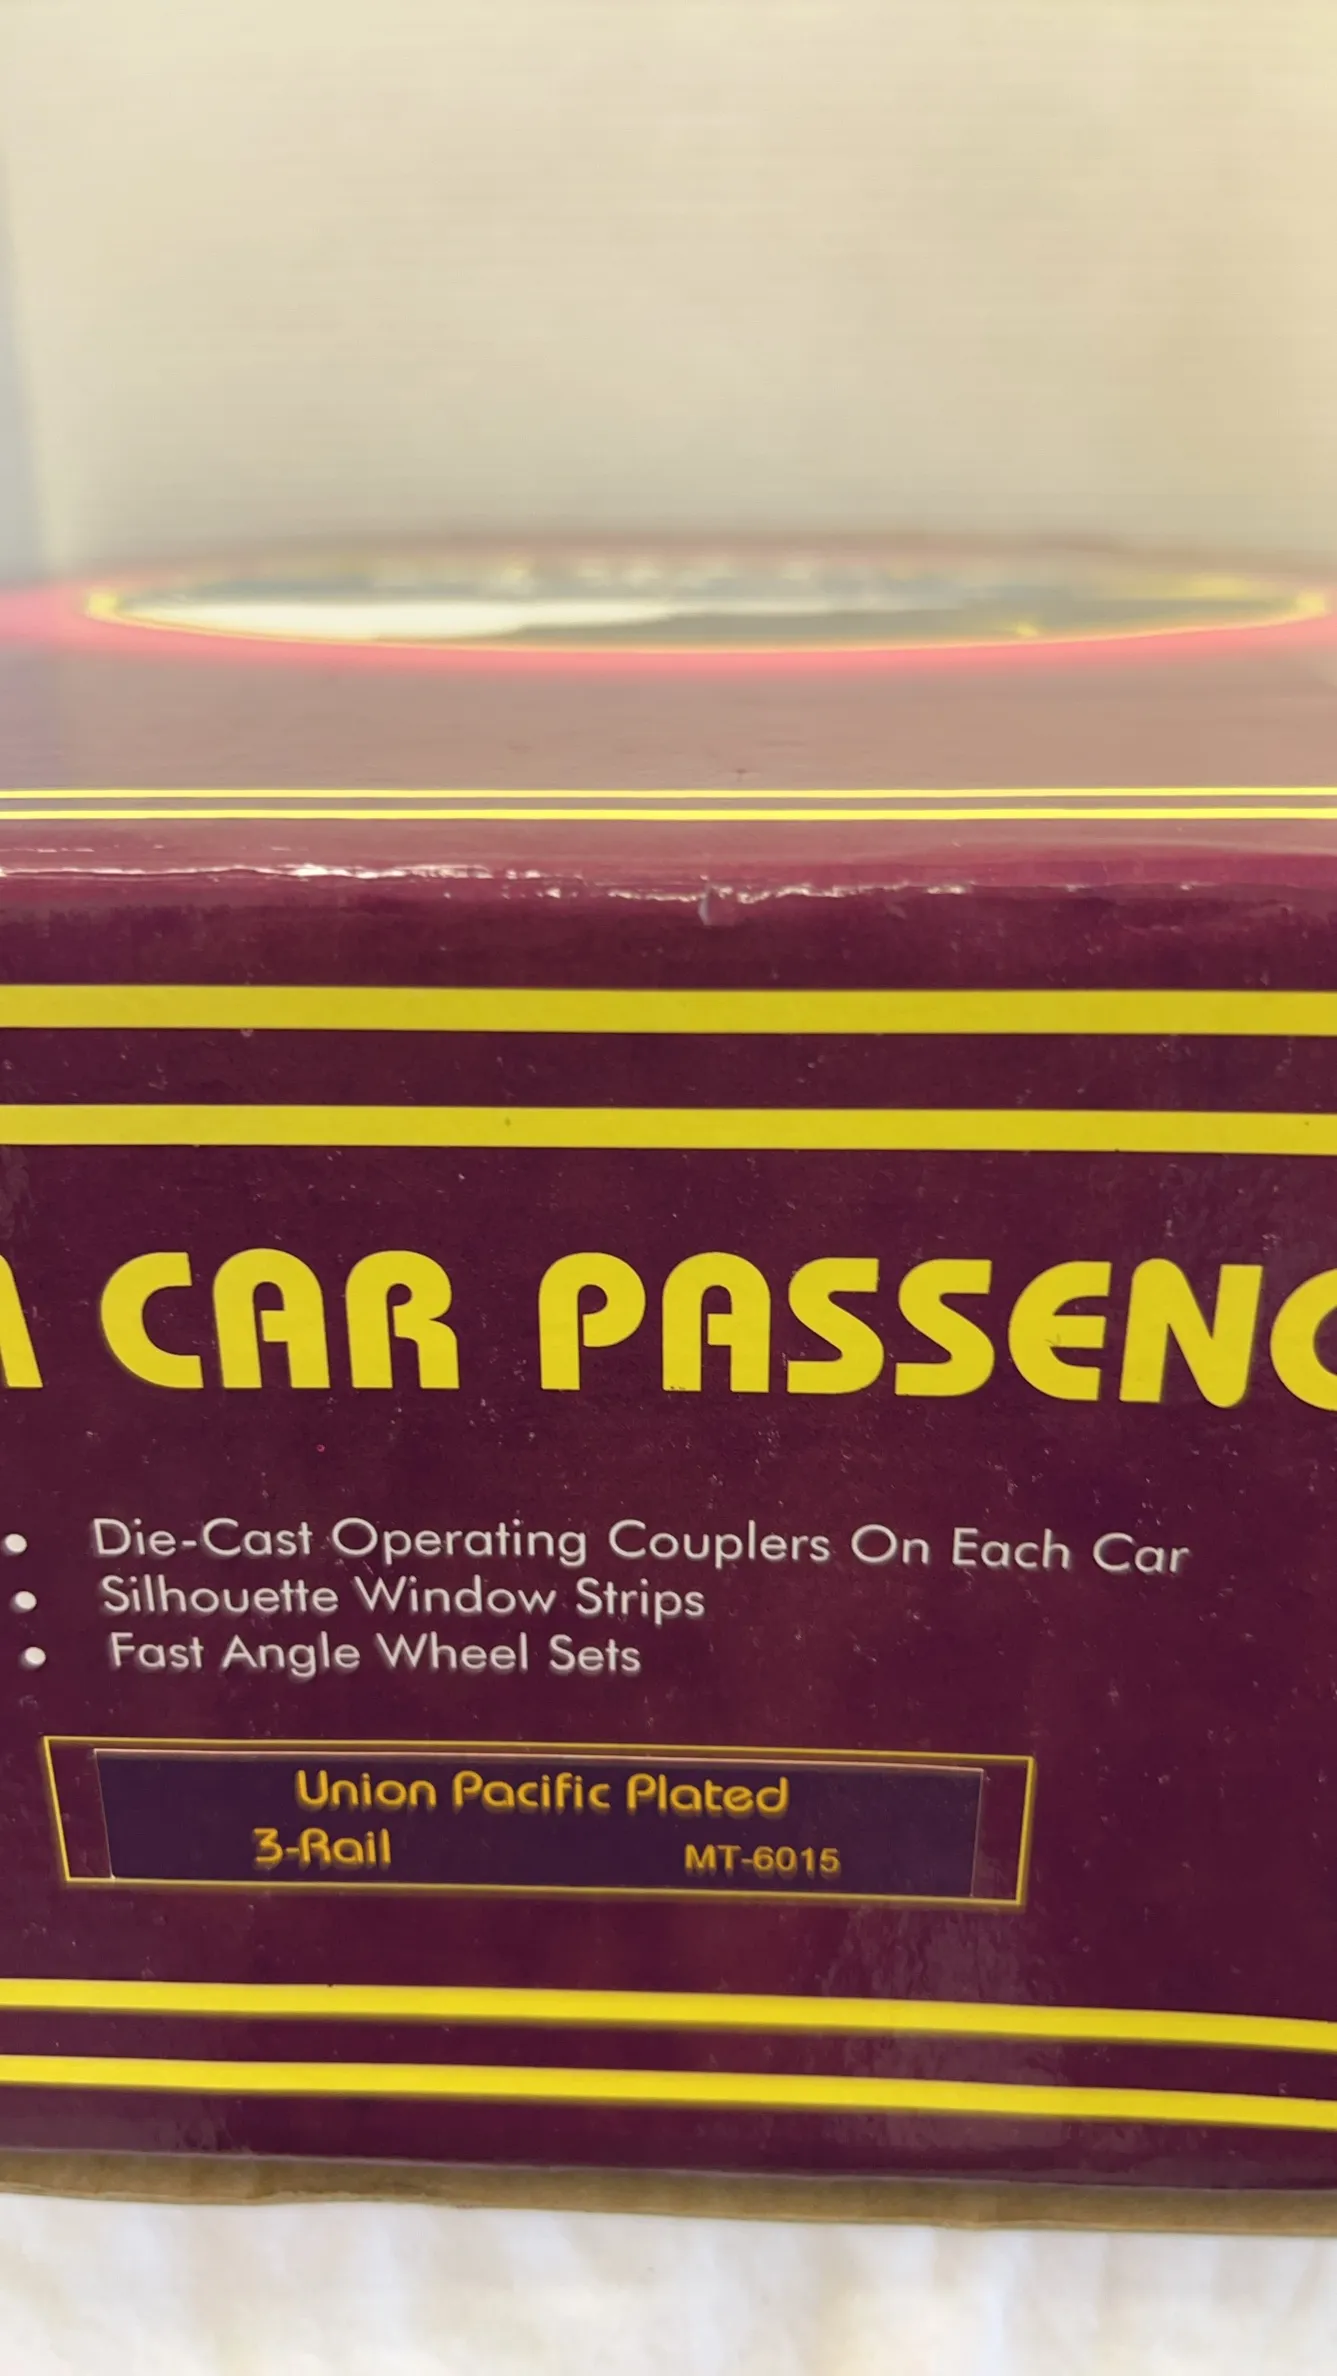 CAR PASSENG
• Die-Cast Operating Couplers On Each Car
• Silhouette Window Strips
• Fast Angle Wheel Sets
Union Pacific Plated
3-Rail MT-6015